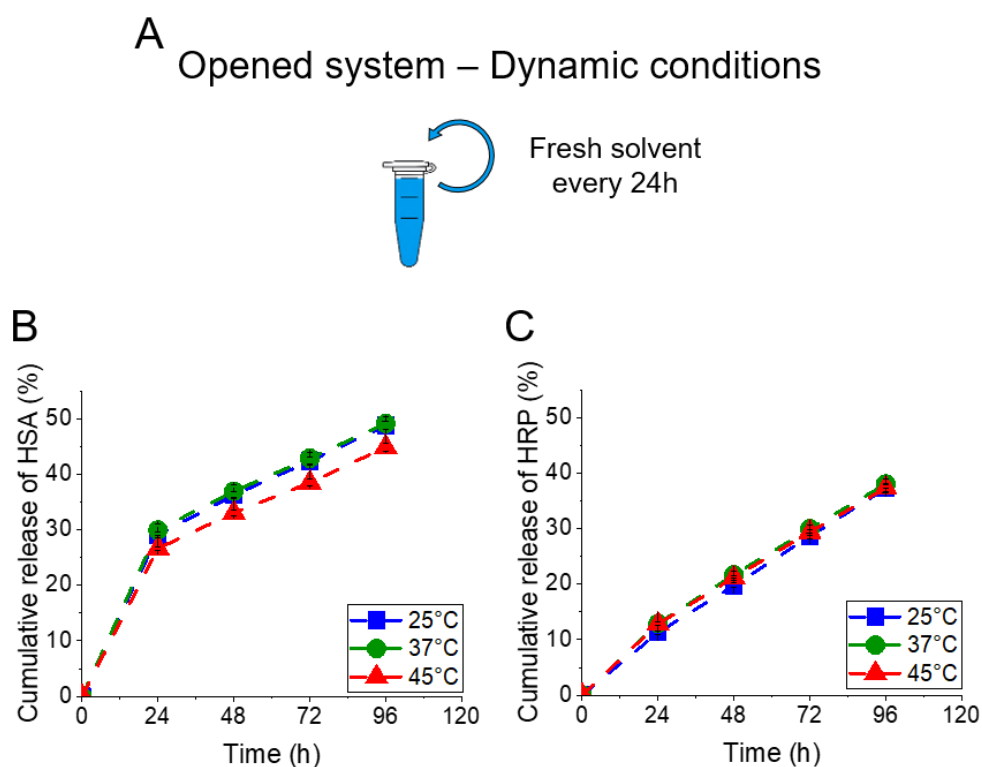 A
Opened system – Dynamic conditions
Fresh solvent
every 24h
B
Cumulative release of HSA (%)
50
40
30
20
10
0
0 24 48 72 96 120
Time (h)
25°C
37°C
45°C
C
Cumulative release of HRP (%)
50
40
30
20
10
0
0 24 48 72 96 120
Time (h)
25°C
37°C
45°C